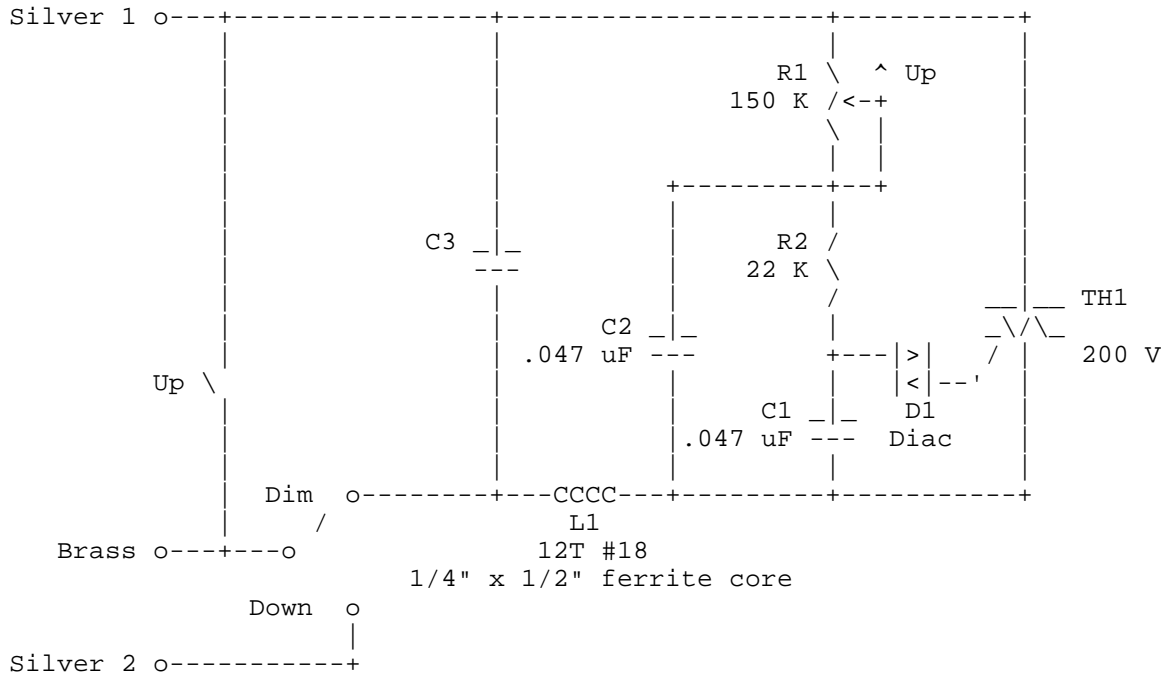 Silver 1
R1 ^ Up
150 K
C3
R2
22 K
TH1
C2
.047 uF
200 V
Up
C1
D1
.047 uF
Diac
Dim
CCCC
L1
Brass
12T #18
1/4" x 1/2" ferrite core
Down
Silver 2